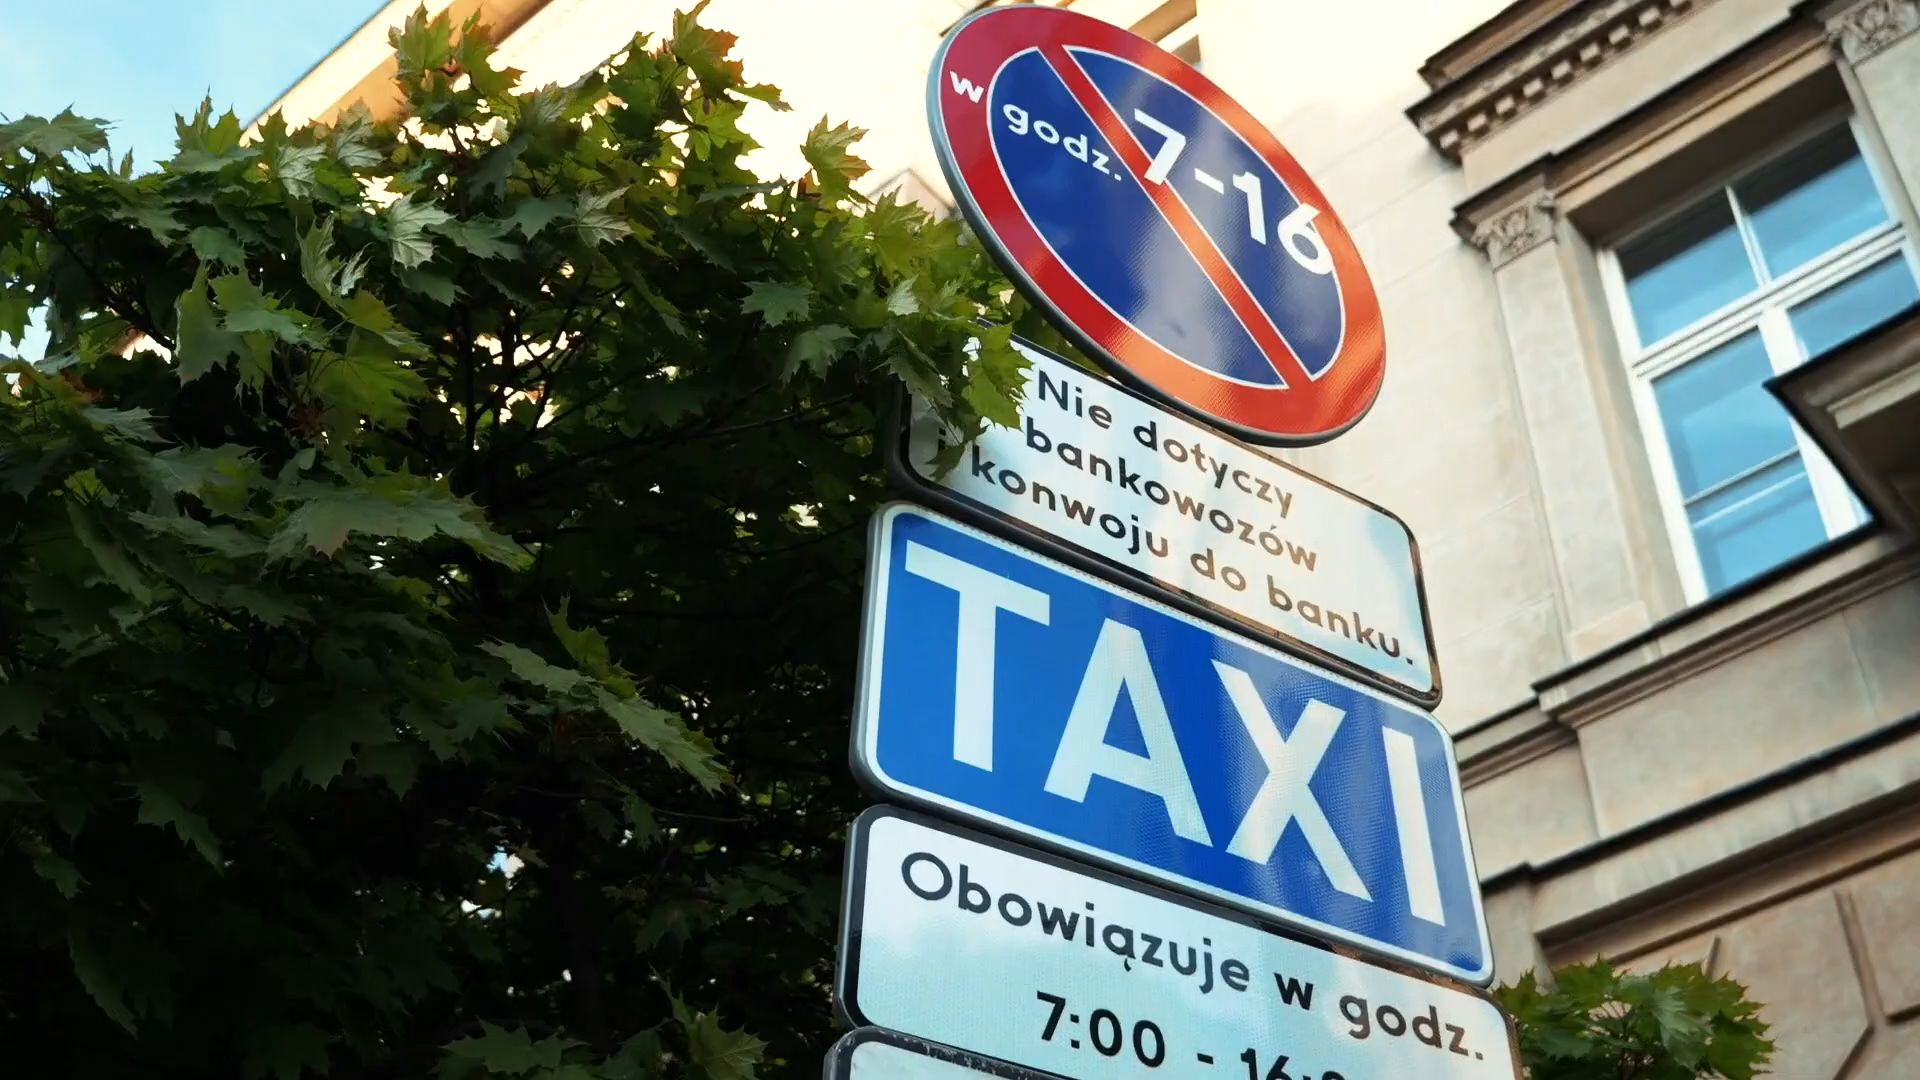 w godz. 7-16
Nie dotyczy
bankowozów
i konwoju do banku.
TAXI
Obowiązuje w godz.
7:00 -